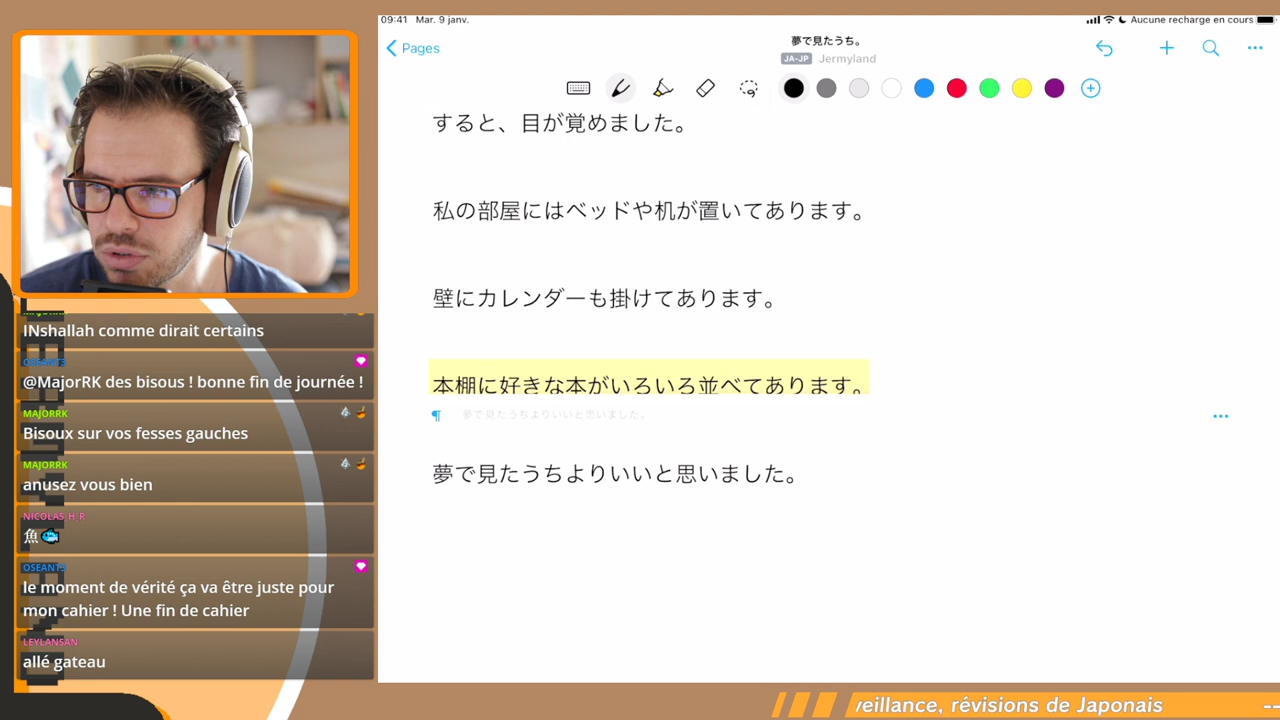 09:41 Mar. 9 janv.
Aucune recharge en cours
Pages
夢で見たうち。
JA-JP Jermyland
すると、目が覚めました。
私の部屋にはベッドや机が置いてあります。
壁にカレンダーも掛けてあります。
本棚に好きな本がいろいろ並べてあります。
夢で見たうちよりいいと思いました。
夢で見たうちよりいいと思いました。
INshallah comme dirait certains
OSEANTS
@MajorRK des bisous ! bonne fin de journée !
MAJORRK
Bisoux sur vos fesses gauches
MAJORRK
anusez vous bien
NICOLAS H R
魚🐟
le moment de vérité ça va être juste pour
mon cahier ! Une fin de cahier
LEYLANSAN
allé gateau
eillance, révisions de Japonais